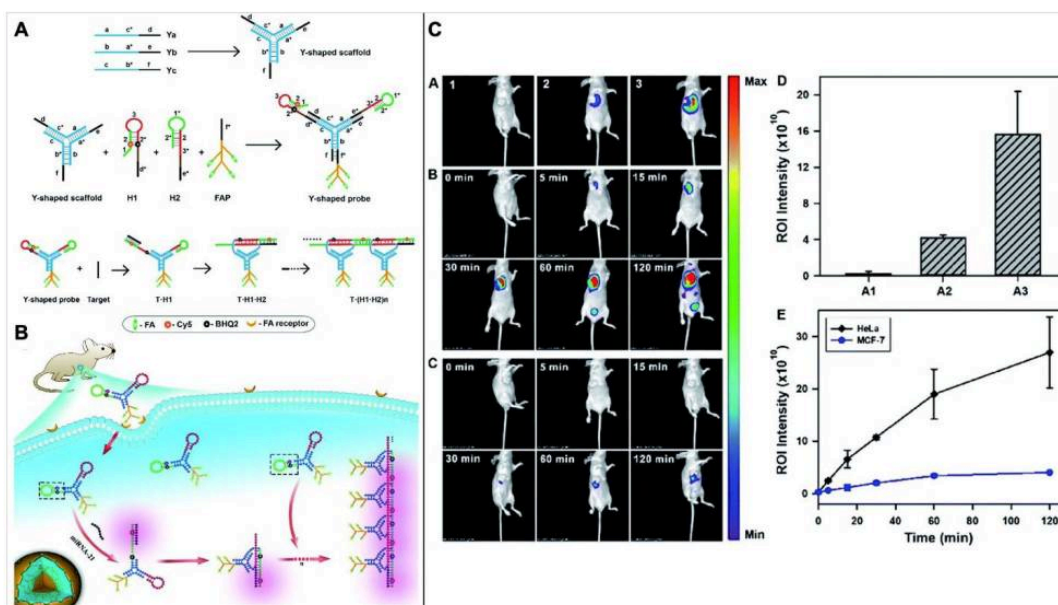 A
a c* d Ya
b a* e Yb
c b* f Yc
Y-shaped scaffold
Y-shaped scaffold + H1 + H2 + FAP
Y-shaped probe
Y-shaped probe + Target
T-H1
T-H1-H2
T-(H1-H2)n
- FA - Cy5 - BHQ2 - FA receptor
B
miRNA-21
n
C
A 1 2 3
B 0 min 5 min 15 min
30 min 60 min 120 min
C 0 min 5 min 15 min
30 min 60 min 120 min
Max
Min
D
ROI Intensity (x10^10)
20
16
12
8
4
0
A1 A2 A3
E
ROI Intensity (x10^10)
HeLa
MCF-7
30
20
10
0
0 20 40 60 80 100 120
Time (min)